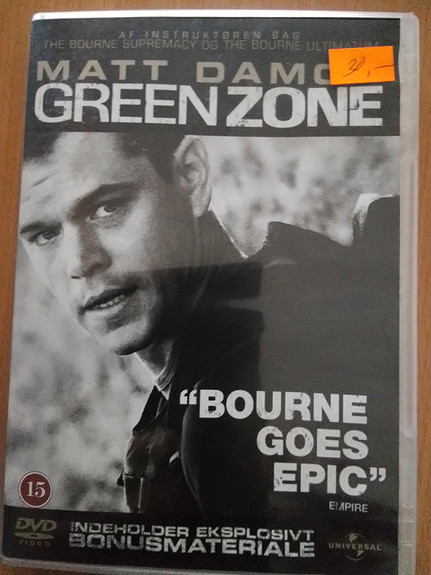 AF INSTRUKTØREN BAG
THE BOURNE SUPREMACY OG THE BOURNE ULTIMATUM
MATT DAMO
30,-
GREEN ZONE
"BOURNE
GOES
EPIC"
EMPIRE
15
DVD
VIDEO
INDEHOLDER EKSPLOSIVT
BONUSMATERIALE
UNIVERSAL